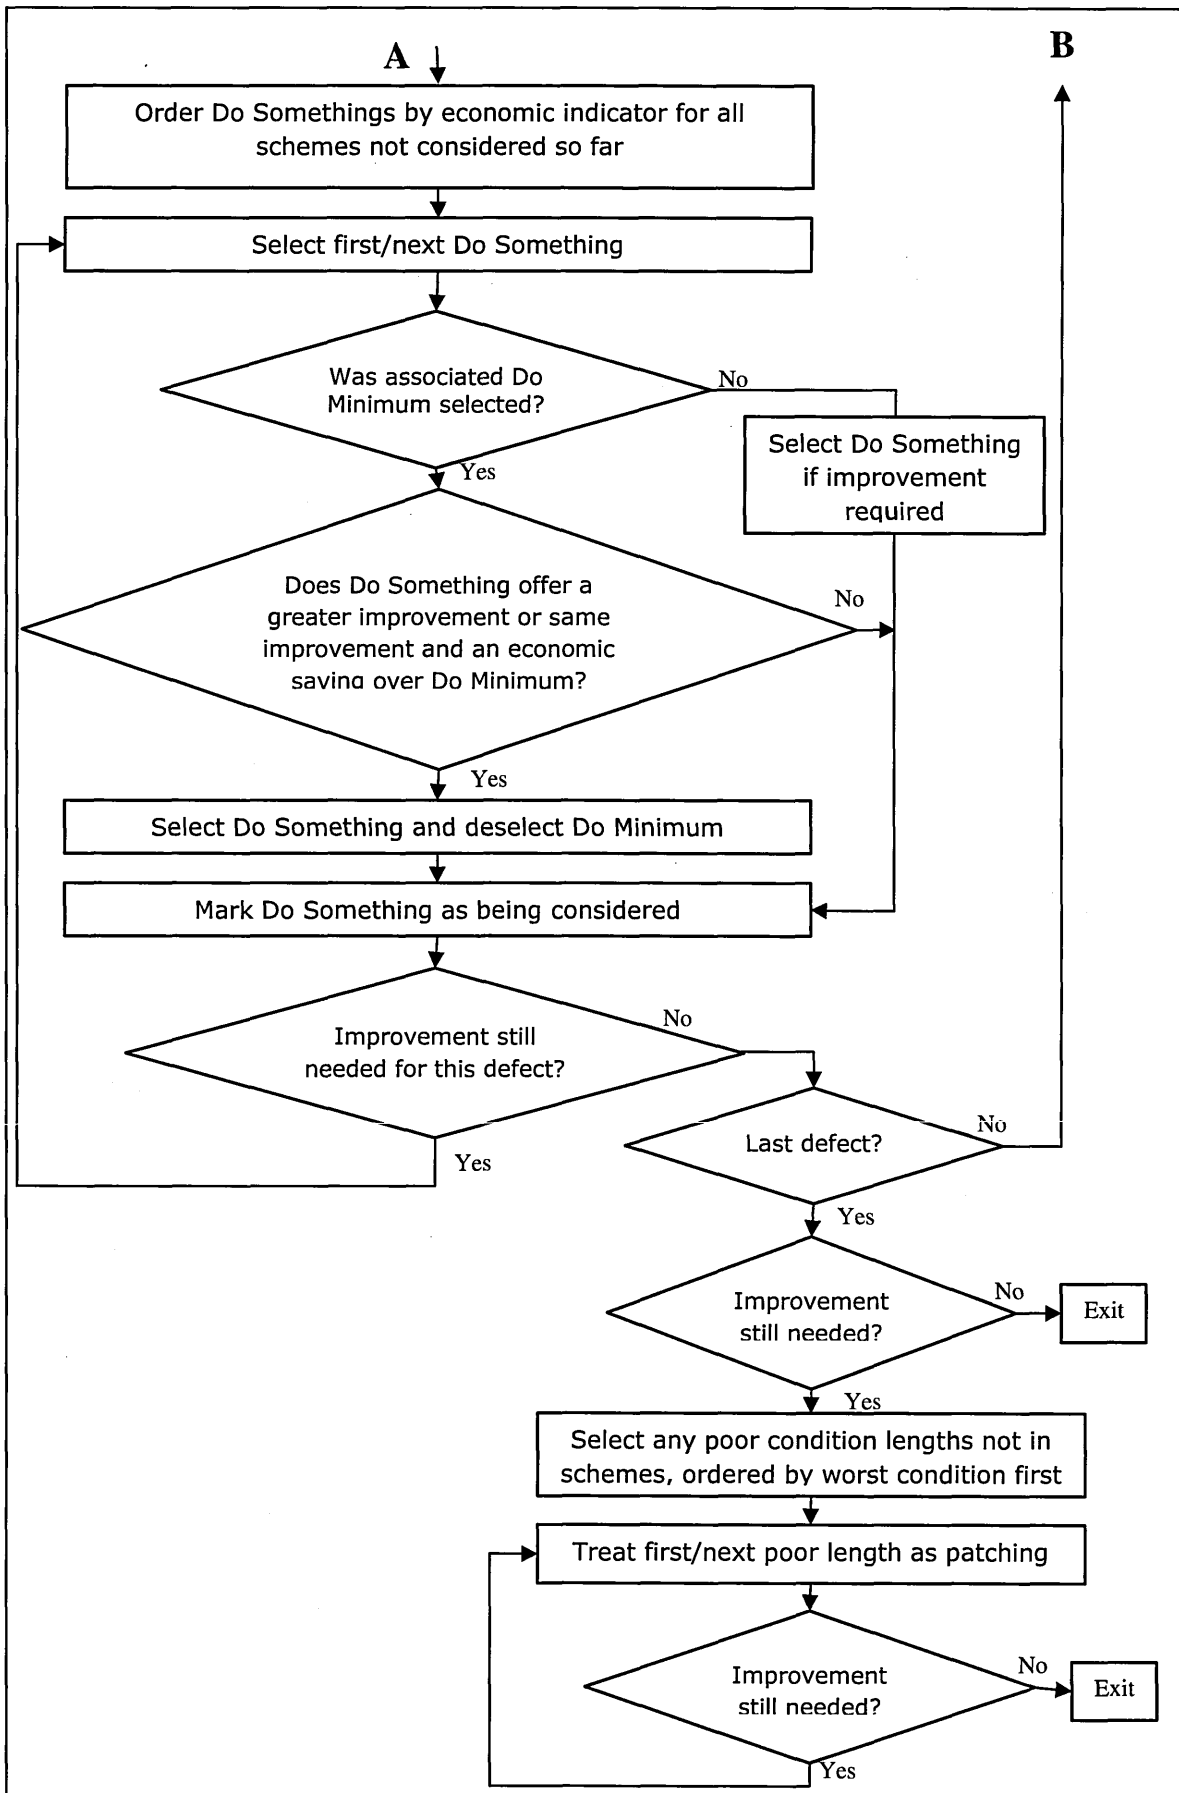 A
B
Order Do Somethings by economic indicator for all
schemes not considered so far
Select first/next Do Something
Was associated Do
Minimum selected?
No
Select Do Something
if improvement
required
Yes
Does Do Something offer a
greater improvement or same
improvement and an economic
saving over Do Minimum?
No
Yes
Select Do Something and deselect Do Minimum
Mark Do Something as being considered
Improvement still
needed for this defect?
No
Yes
Last defect?
No
Yes
Improvement
still needed?
No
Exit
Yes
Select any poor condition lengths not in
schemes, ordered by worst condition first
Treat first/next poor length as patching
Improvement
still needed?
No
Exit
Yes